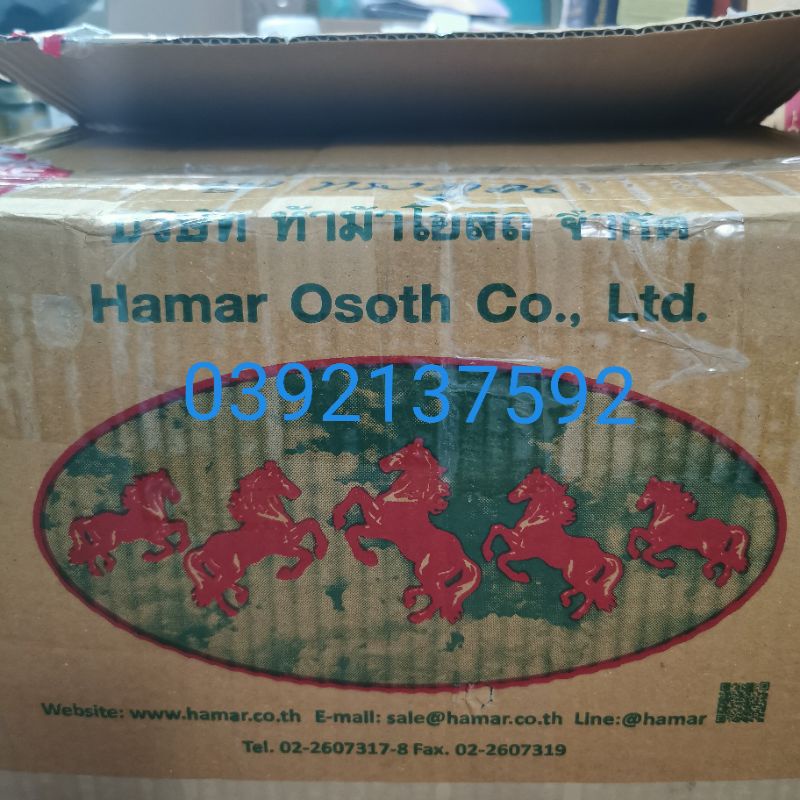 บริษัท ห้าม้าโอสถ จำกัด
Hamar Osoth Co., Ltd.
0392137592
Website: www.hamar.co.th E-mail: sale@hamar.co.th Line:@hamar
Tel. 02-2607317-8 Fax. 02-2607319